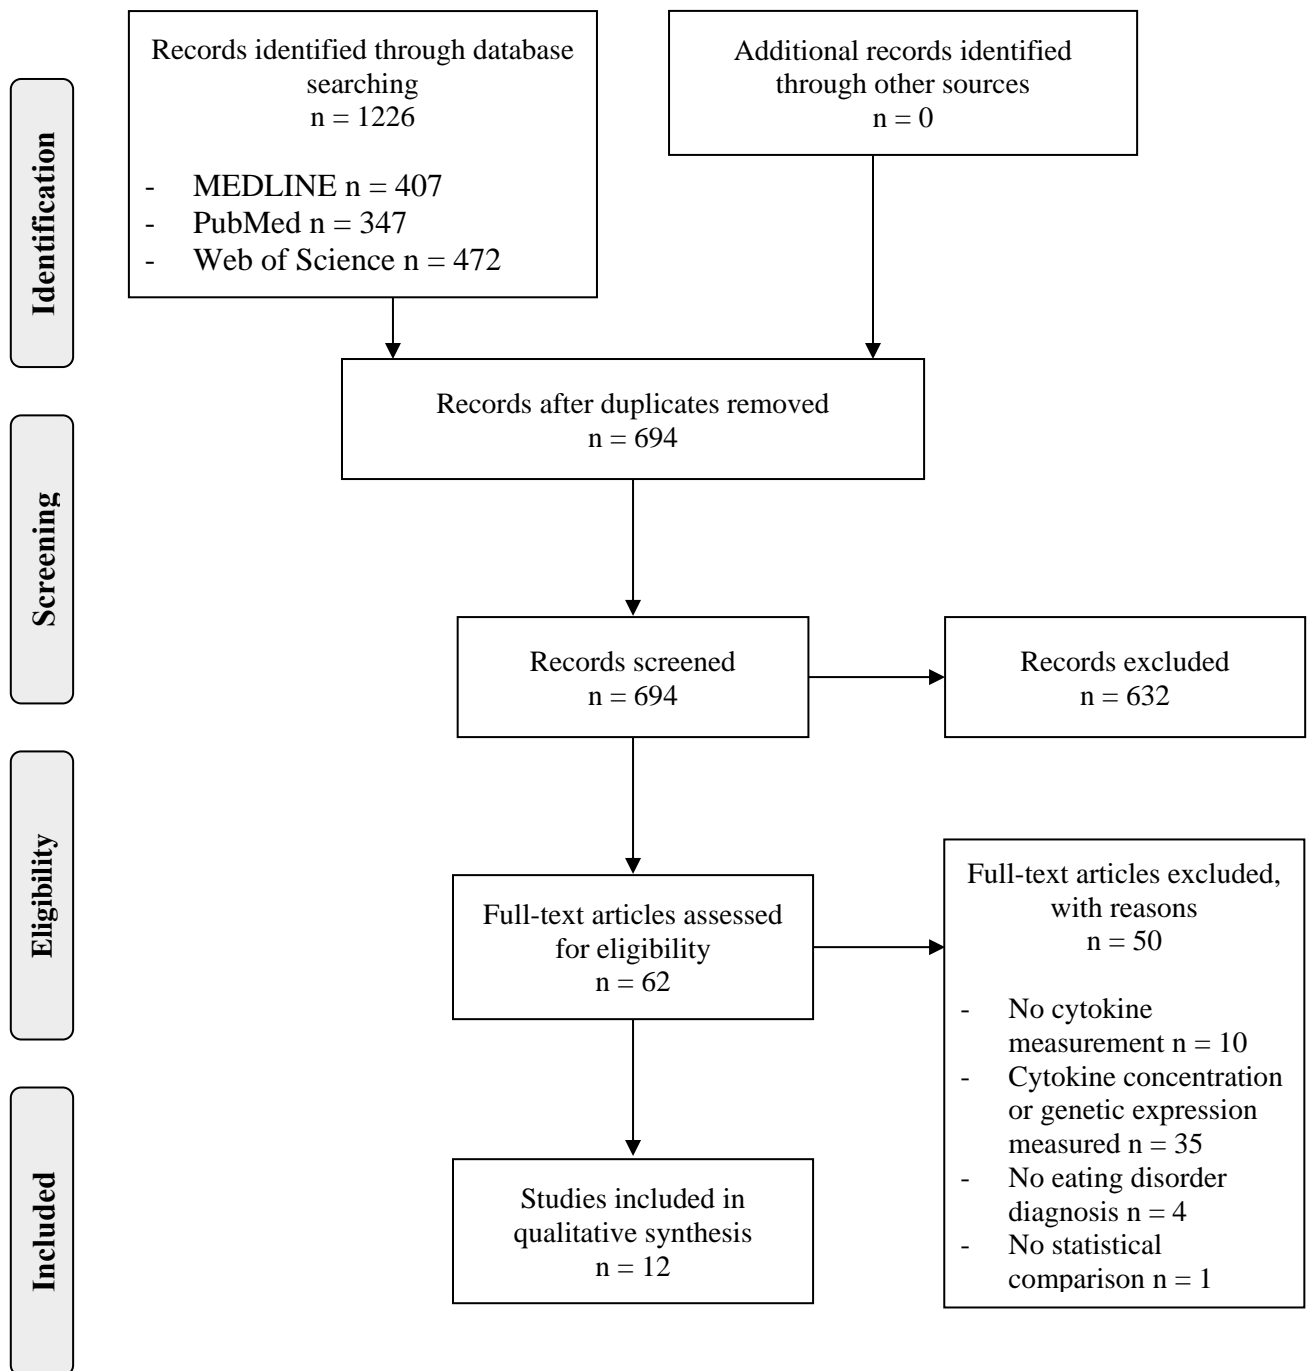 Records identified through database
searching
n = 1226
- MEDLINE n = 407
- PubMed n = 347
- Web of Science n = 472
Additional records identified
through other sources
n = 0
Identification
Records after duplicates removed
n = 694
Screening
Records screened
n = 694
Records excluded
n = 632
Eligibility
Full-text articles assessed
for eligibility
n = 62
Full-text articles excluded,
with reasons
n = 50
- No cytokine
measurement n = 10
- Cytokine concentration
or genetic expression
measured n = 35
- No eating disorder
diagnosis n = 4
- No statistical
comparison n = 1
Included
Studies included in
qualitative synthesis
n = 12